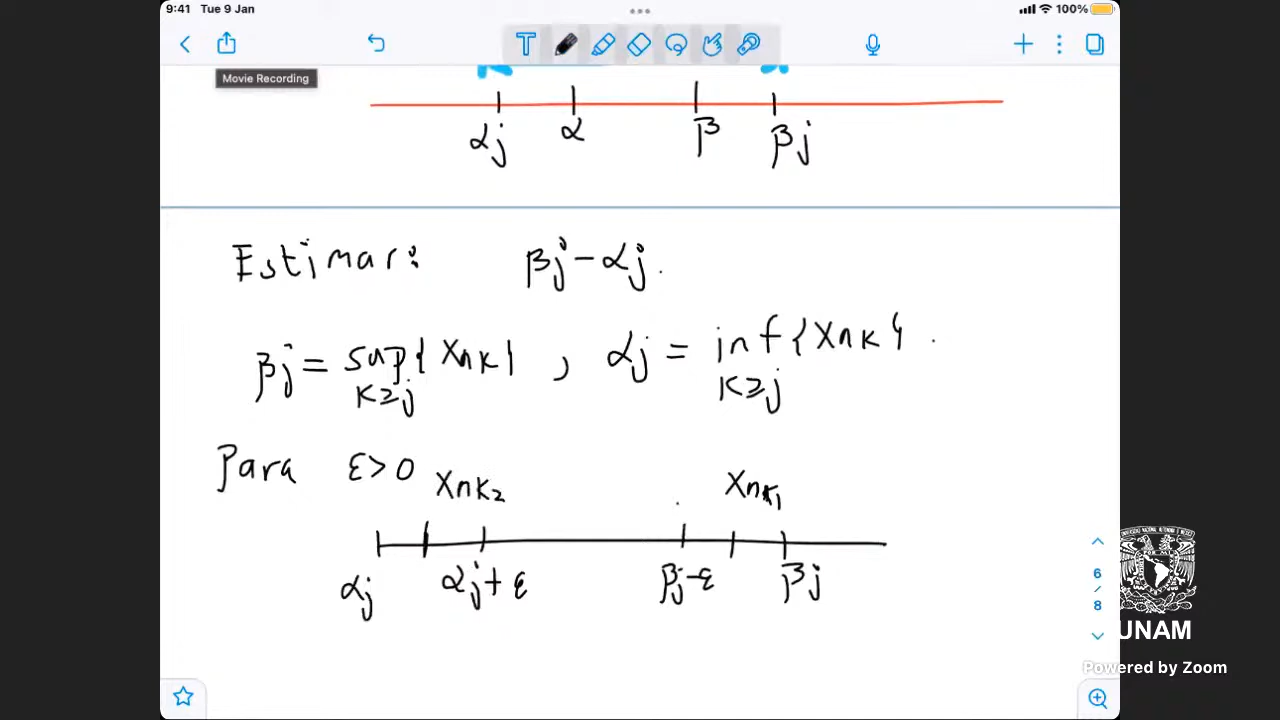 9:41 Tue 9 Jan
100%
Movie Recording
αj α β βj
Estimar: βj - αj.
βj = sup{Xnk} , αj = inf{Xnk}.
k≥j k≥j
Para ε>0
Xnk₂ Xnk₁
αj αj+ε βj-ε βj
6
/
8
UNAM
Powered by Zoom